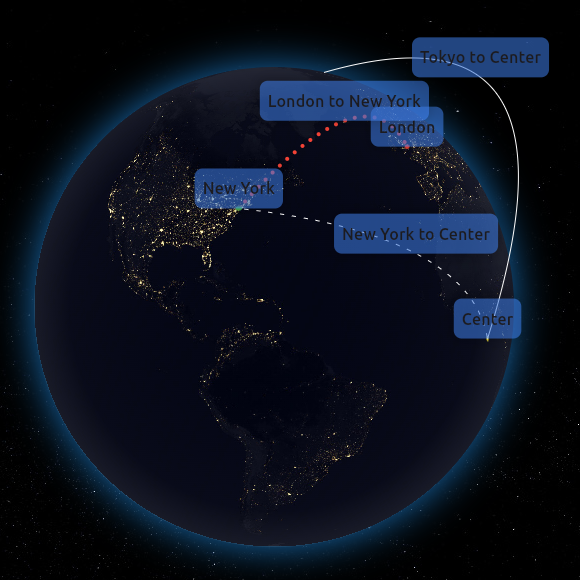 Tokyo to Center
London to New York
London
New York
New York to Center
Center